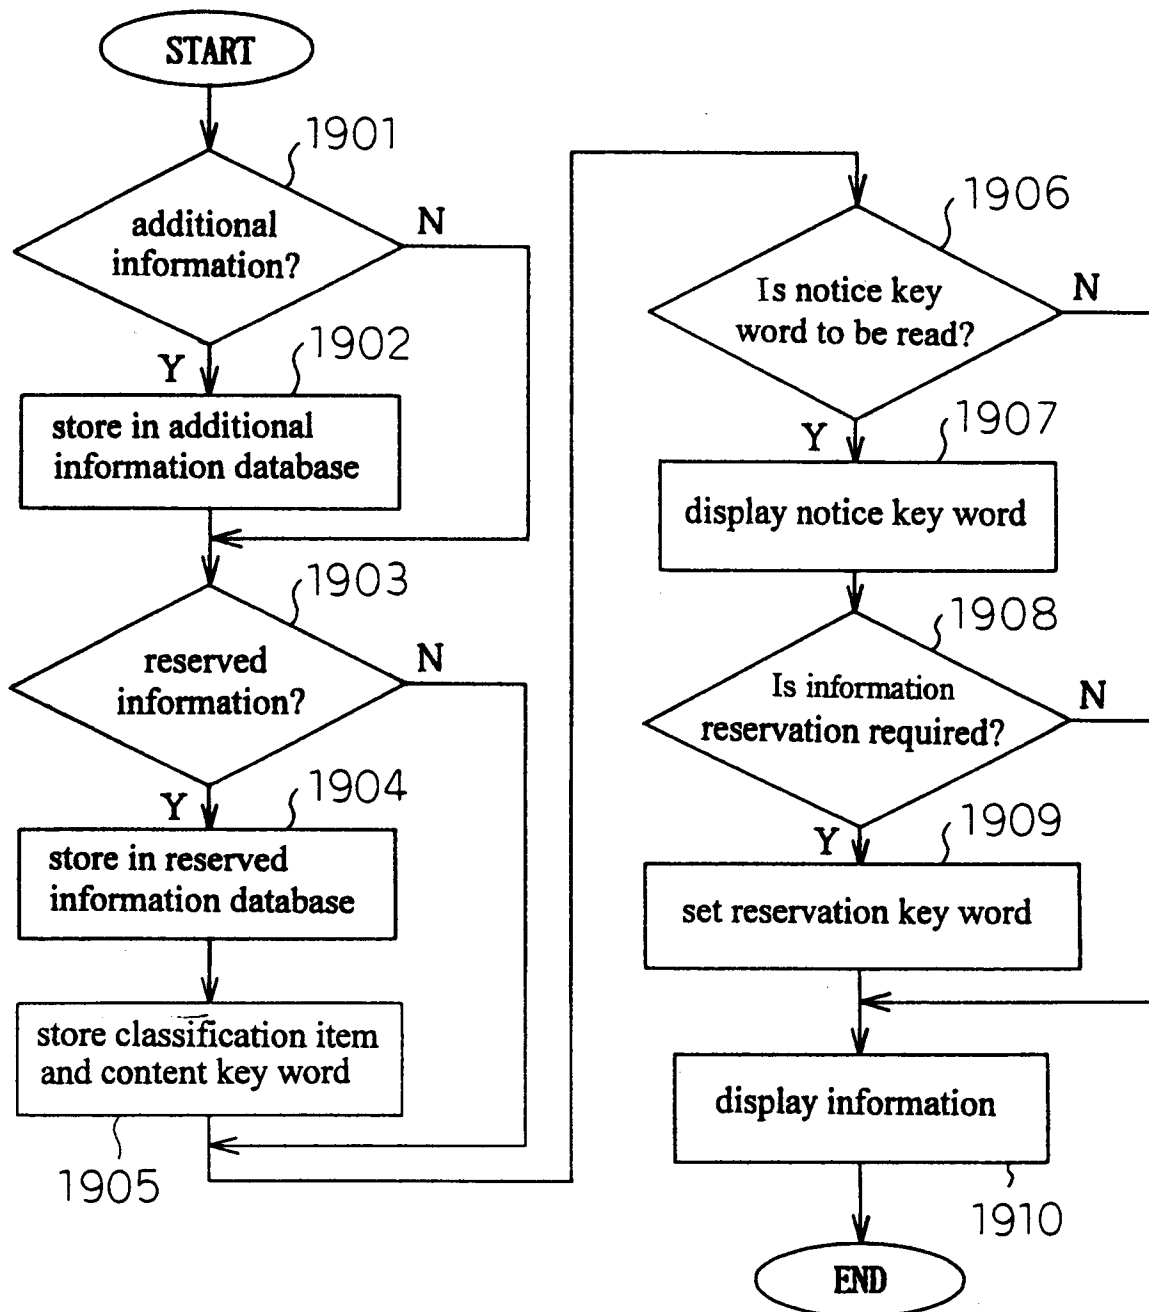 START
1901
additional
information?
N
Y
1902
store in additional
information database
1903
reserved
information?
N
Y
1904
store in reserved
information database
store classification item
and content key word
1905
1906
Is notice key
word to be read?
N
Y
1907
display notice key word
1908
Is information
reservation required?
N
Y
1909
set reservation key word
display information
1910
END